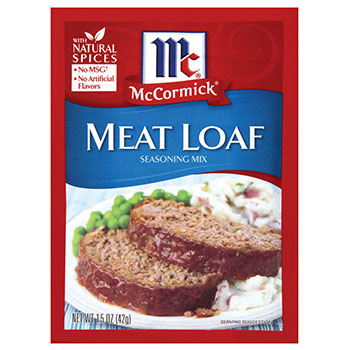 WITH
NATURAL
SPICES
• No MSG†
• No Artificial
Flavors
Mc
McCormick®
MEAT LOAF
SEASONING MIX
NET WT 1.5 OZ (42g)
SERVING SUGGESTION